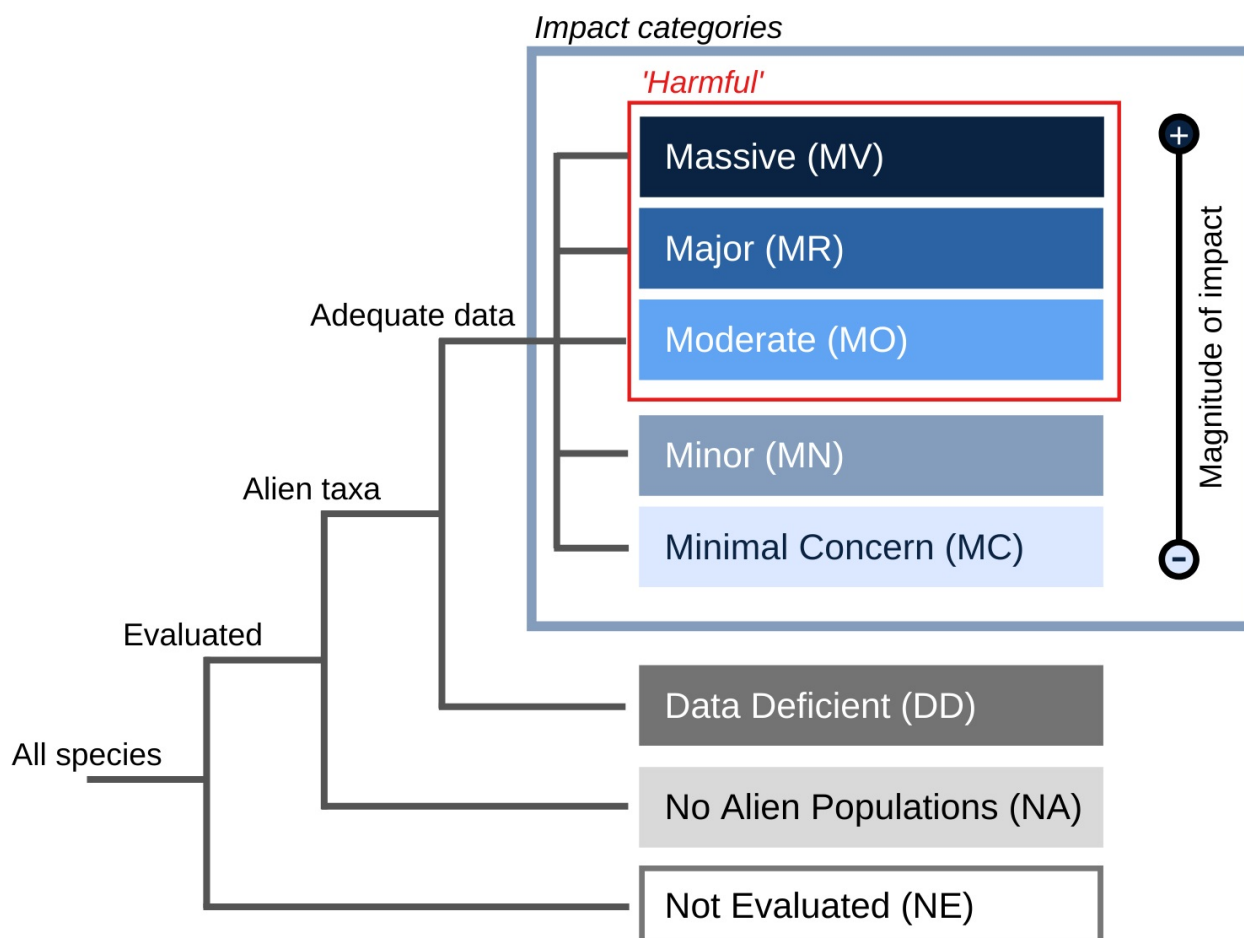 Impact categories
'Harmful'
Massive (MV)
+
Major (MR)
Magnitude of impact
Adequate data
Moderate (MO)
Minor (MN)
Alien taxa
Minimal Concern (MC)
-
Evaluated
Data Deficient (DD)
All species
No Alien Populations (NA)
Not Evaluated (NE)